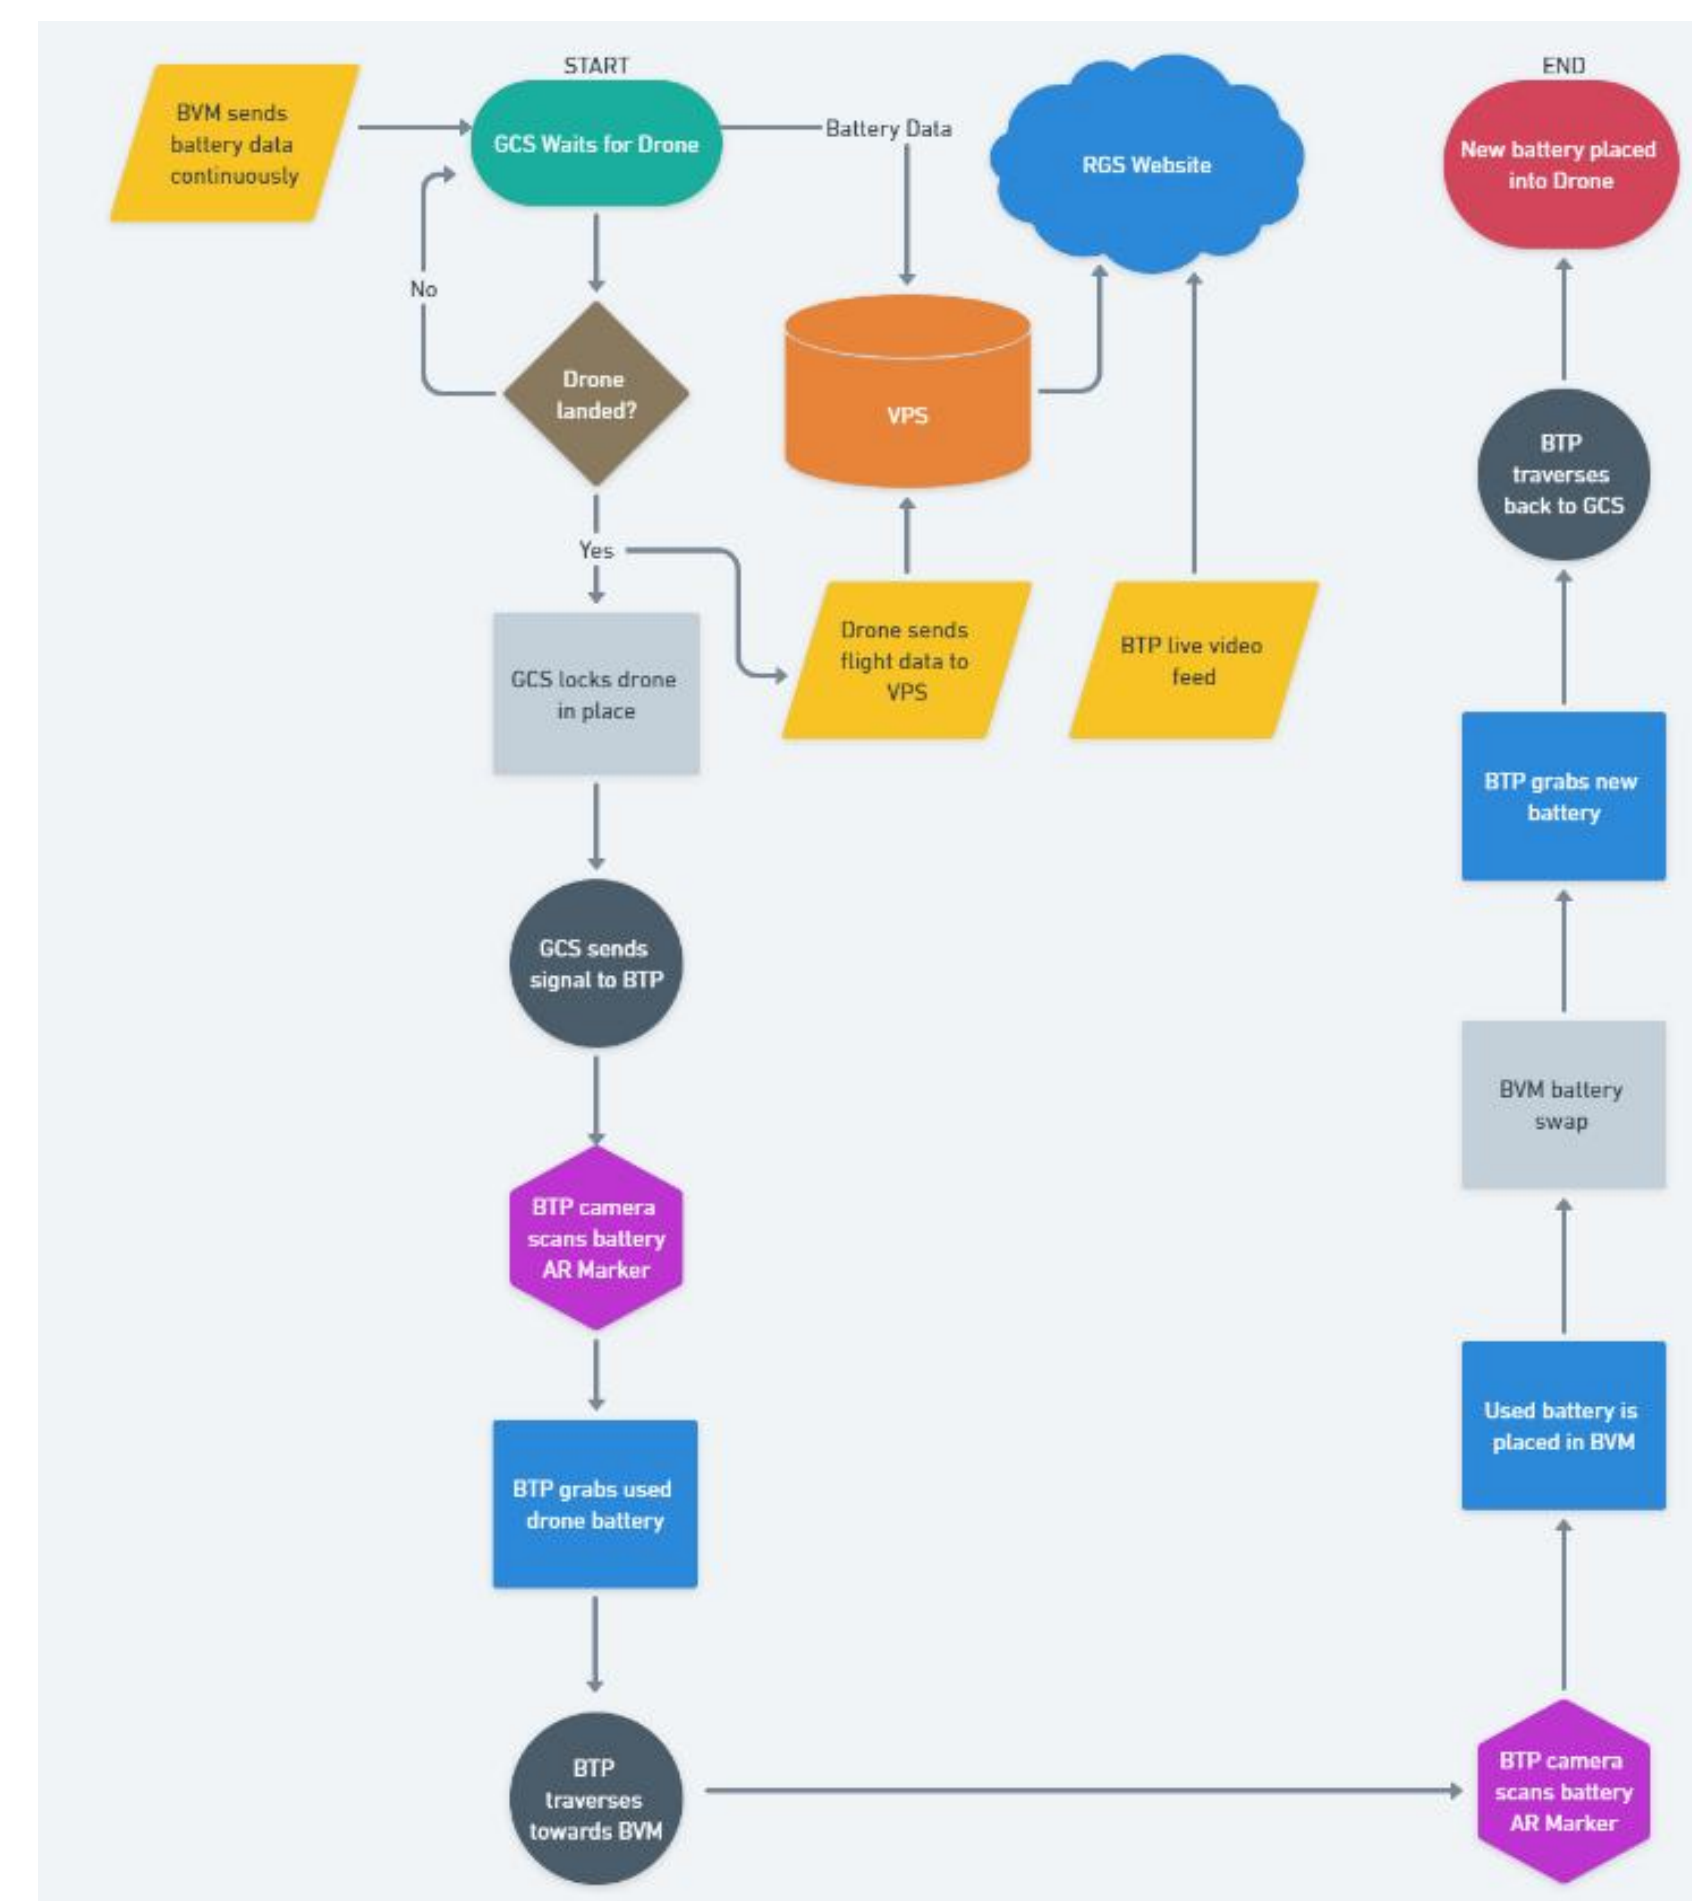 START
END
BVM sends
battery data
continuously
GCS Waits for Drone
Battery Data
RGS Website
New battery placed
into Drone
No
Drone
landed?
VPS
BTP
traverses
back to GCS
Yes
GCS locks drone
in place
Drone sends
flight data to
VPS
BTP live video
feed
BTP grabs new
battery
GCS sends
signal to BTP
BVM battery
swap
BTP camera
scans battery
AR Marker
Used battery is
placed in BVM
BTP grabs used
drone battery
BTP
traverses
towards BVM
BTP camera
scans battery
AR Marker